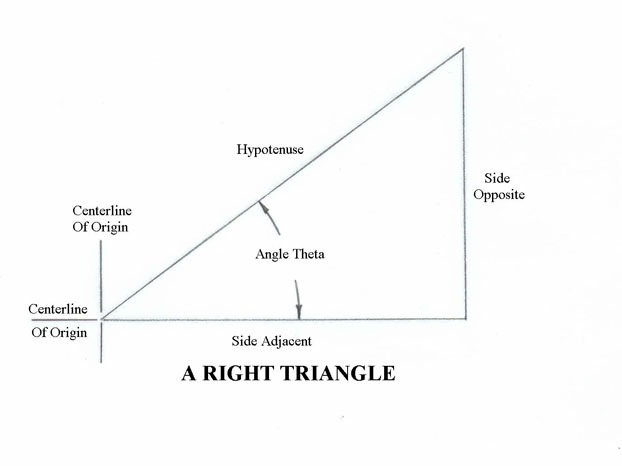 Hypotenuse
Side
Opposite
Centerline
Of Origin
Angle Theta
Centerline
Of Origin
Side Adjacent
A RIGHT TRIANGLE